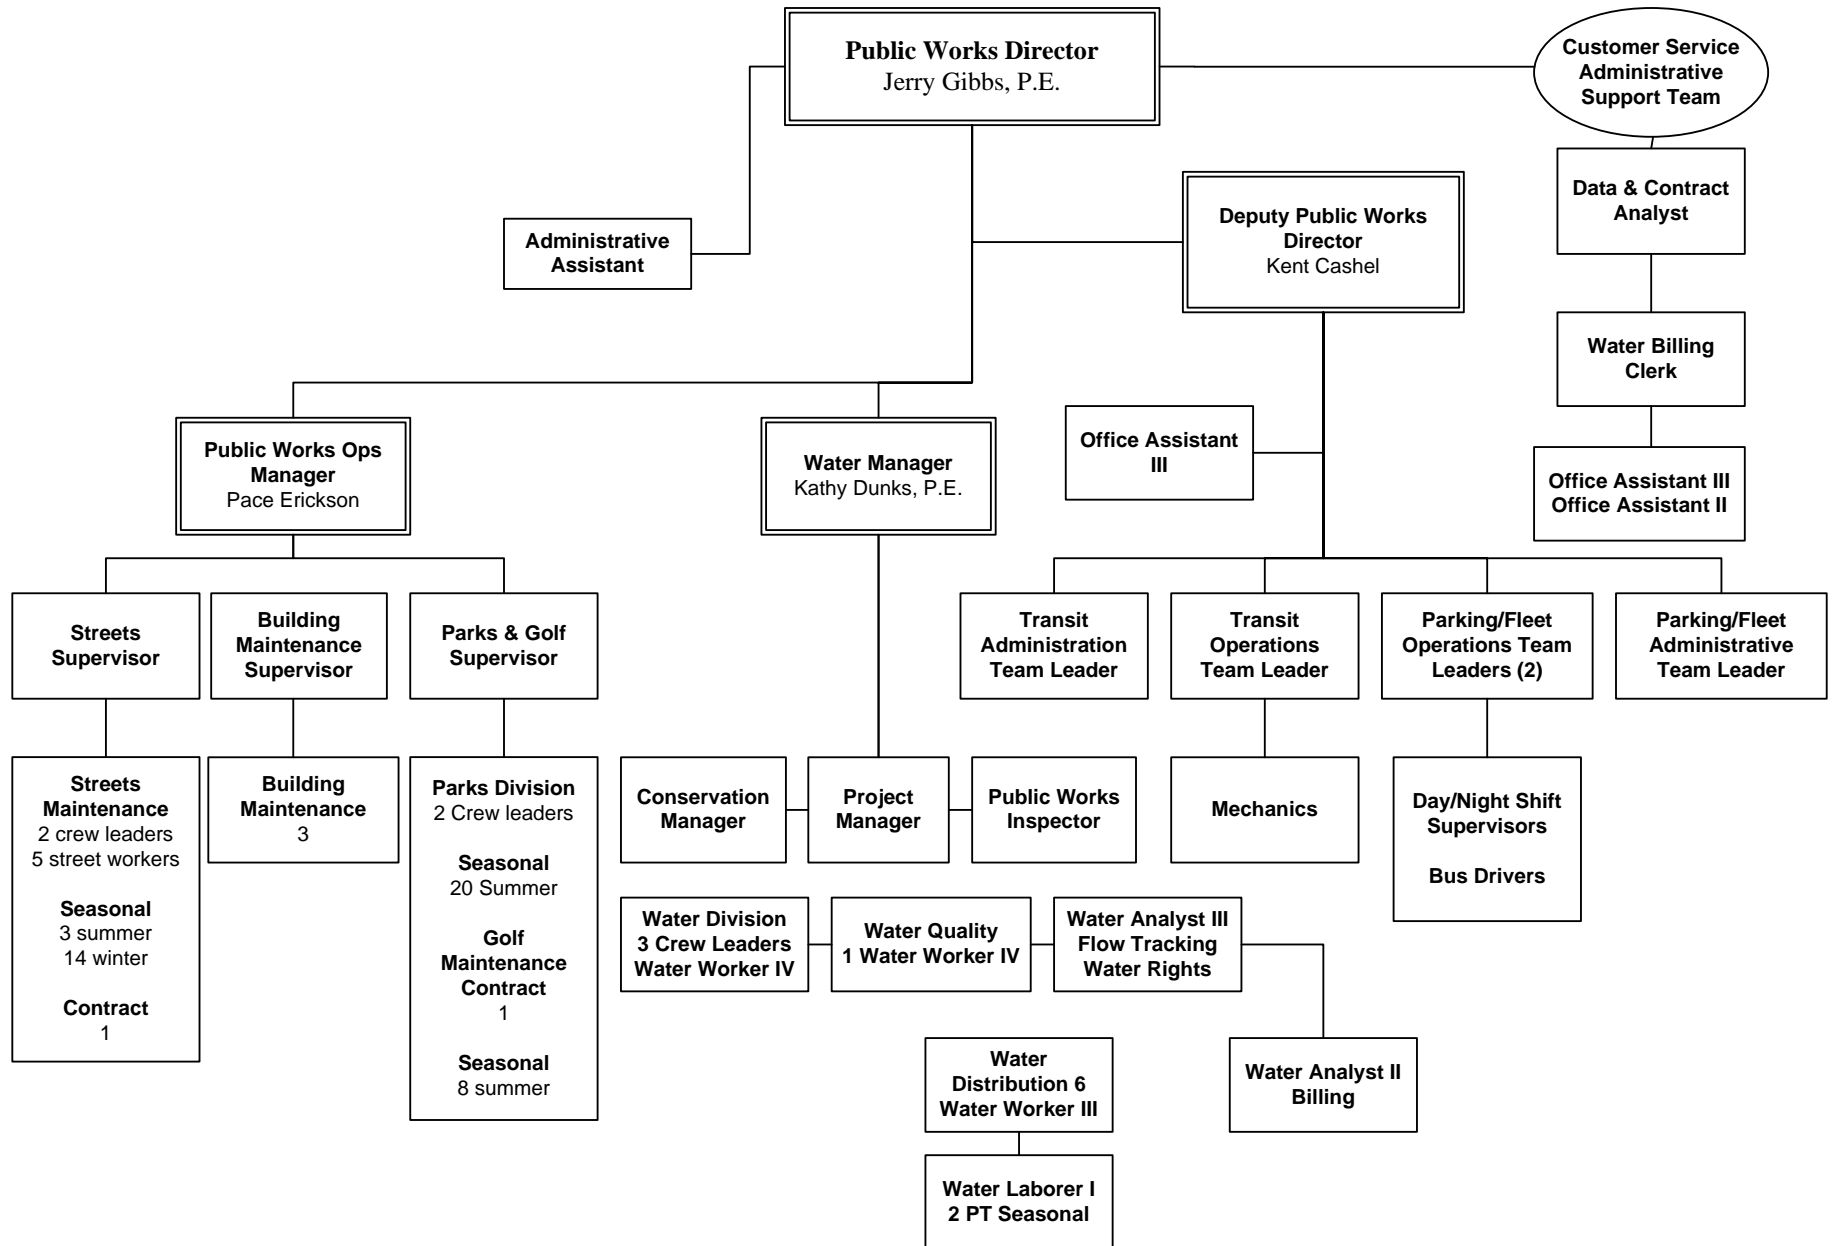 Public Works Director
Jerry Gibbs, P.E.
Customer Service
Administrative
Support Team
Data & Contract
Analyst
Administrative
Assistant
Deputy Public Works
Director
Kent Cashel
Water Billing
Clerk
Public Works Ops
Manager
Pace Erickson
Water Manager
Kathy Dunks, P.E.
Office Assistant
III
Office Assistant III
Office Assistant II
Streets
Supervisor
Building
Maintenance
Supervisor
Parks & Golf
Supervisor
Transit
Administration
Team Leader
Transit
Operations
Team Leader
Parking/Fleet
Operations Team
Leaders (2)
Parking/Fleet
Administrative
Team Leader
Streets
Maintenance
2 crew leaders
5 street workers
Seasonal
3 summer
14 winter
Contract
1
Building
Maintenance
3
Parks Division
2 Crew leaders
Seasonal
20 Summer
Golf
Maintenance
Contract
1
Seasonal
8 summer
Conservation
Manager
Project
Manager
Public Works
Inspector
Mechanics
Day/Night Shift
Supervisors
Bus Drivers
Water Division
3 Crew Leaders
Water Worker IV
Water Quality
1 Water Worker IV
Water Analyst III
Flow Tracking
Water Rights
Water
Distribution 6
Water Worker III
Water Analyst II
Billing
Water Laborer I
2 PT Seasonal